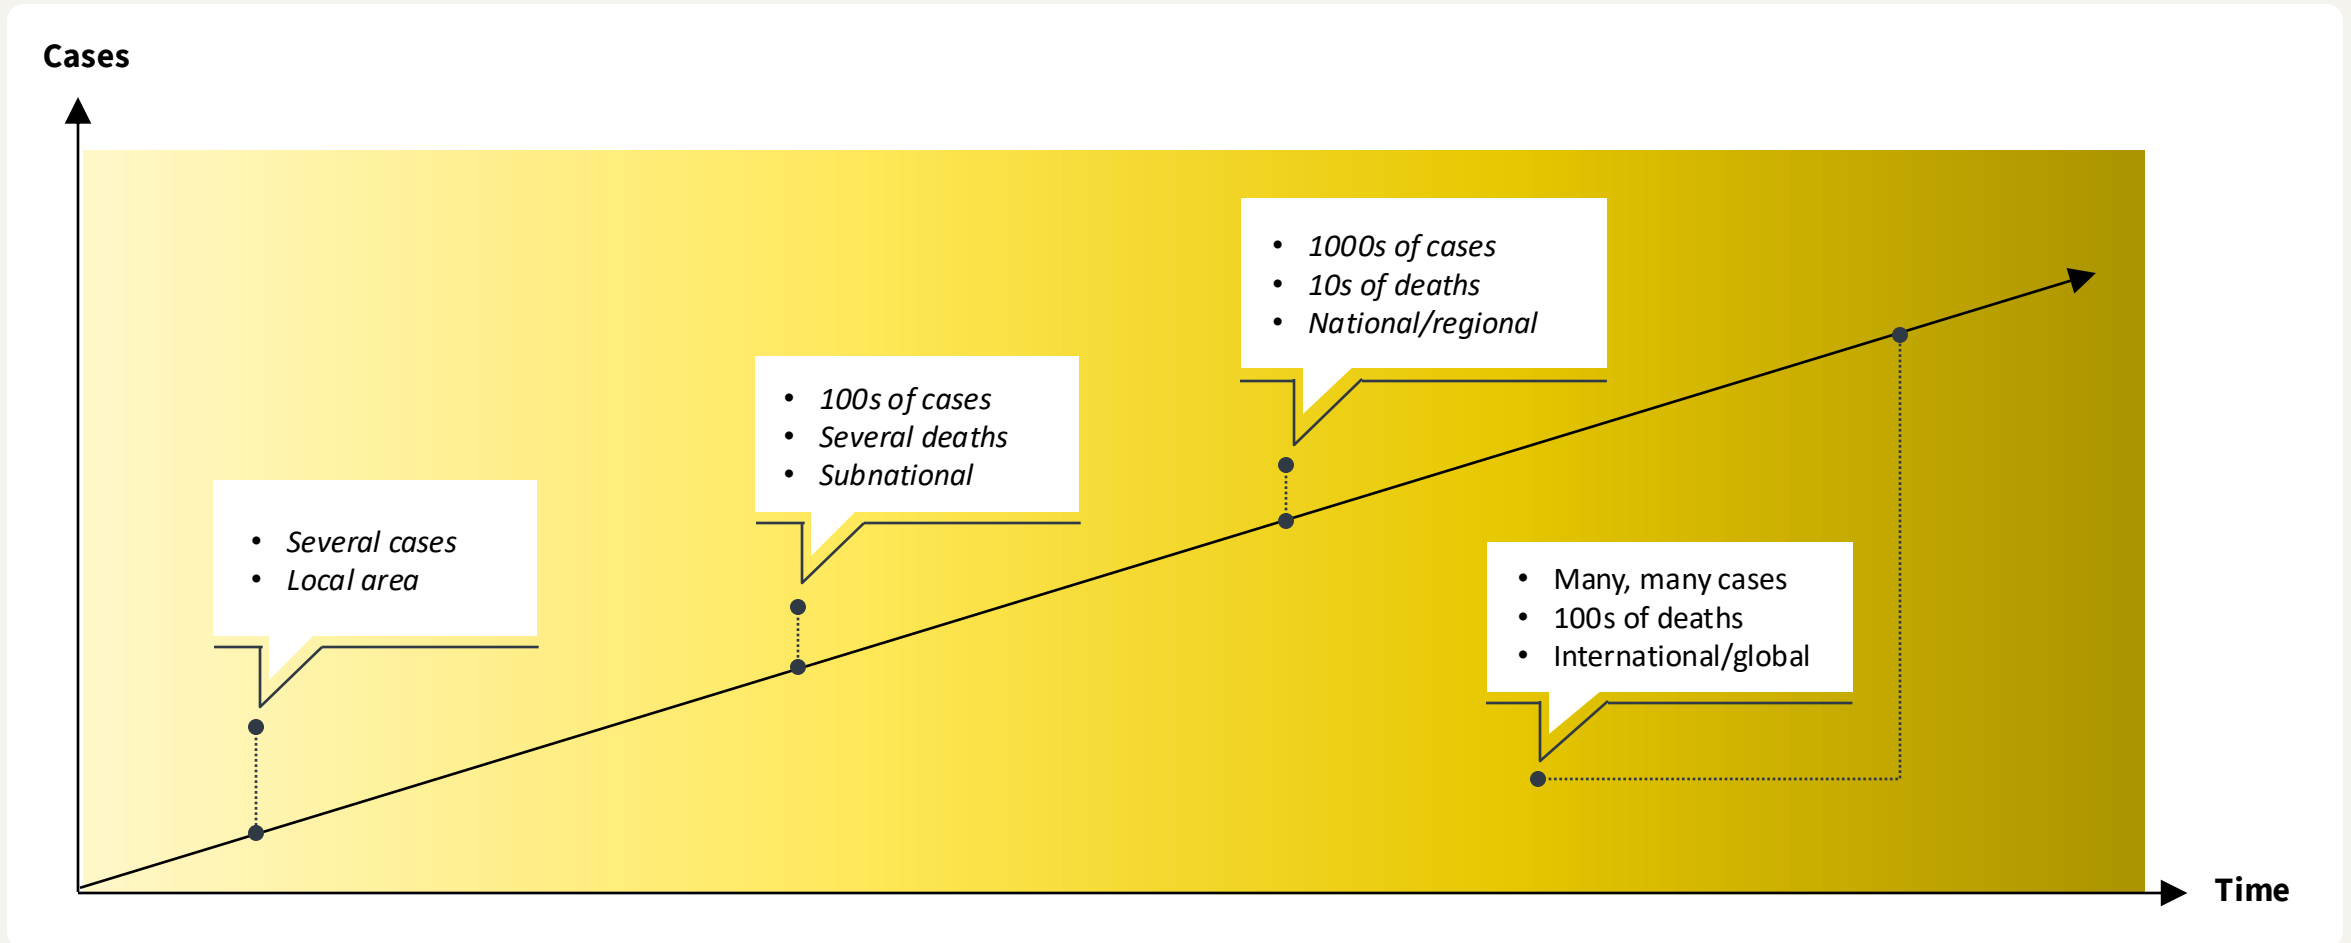 Cases
• Several cases
• Local area
• 100s of cases
• Several deaths
• Subnational
• 1000s of cases
• 10s of deaths
• National/regional
• Many, many cases
• 100s of deaths
• International/global
Time